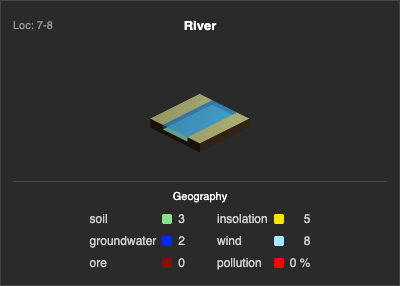 Loc: 7-8 River
Geography
soil 3 insolation 5
groundwater 2 wind 8
ore 0 pollution 0 %